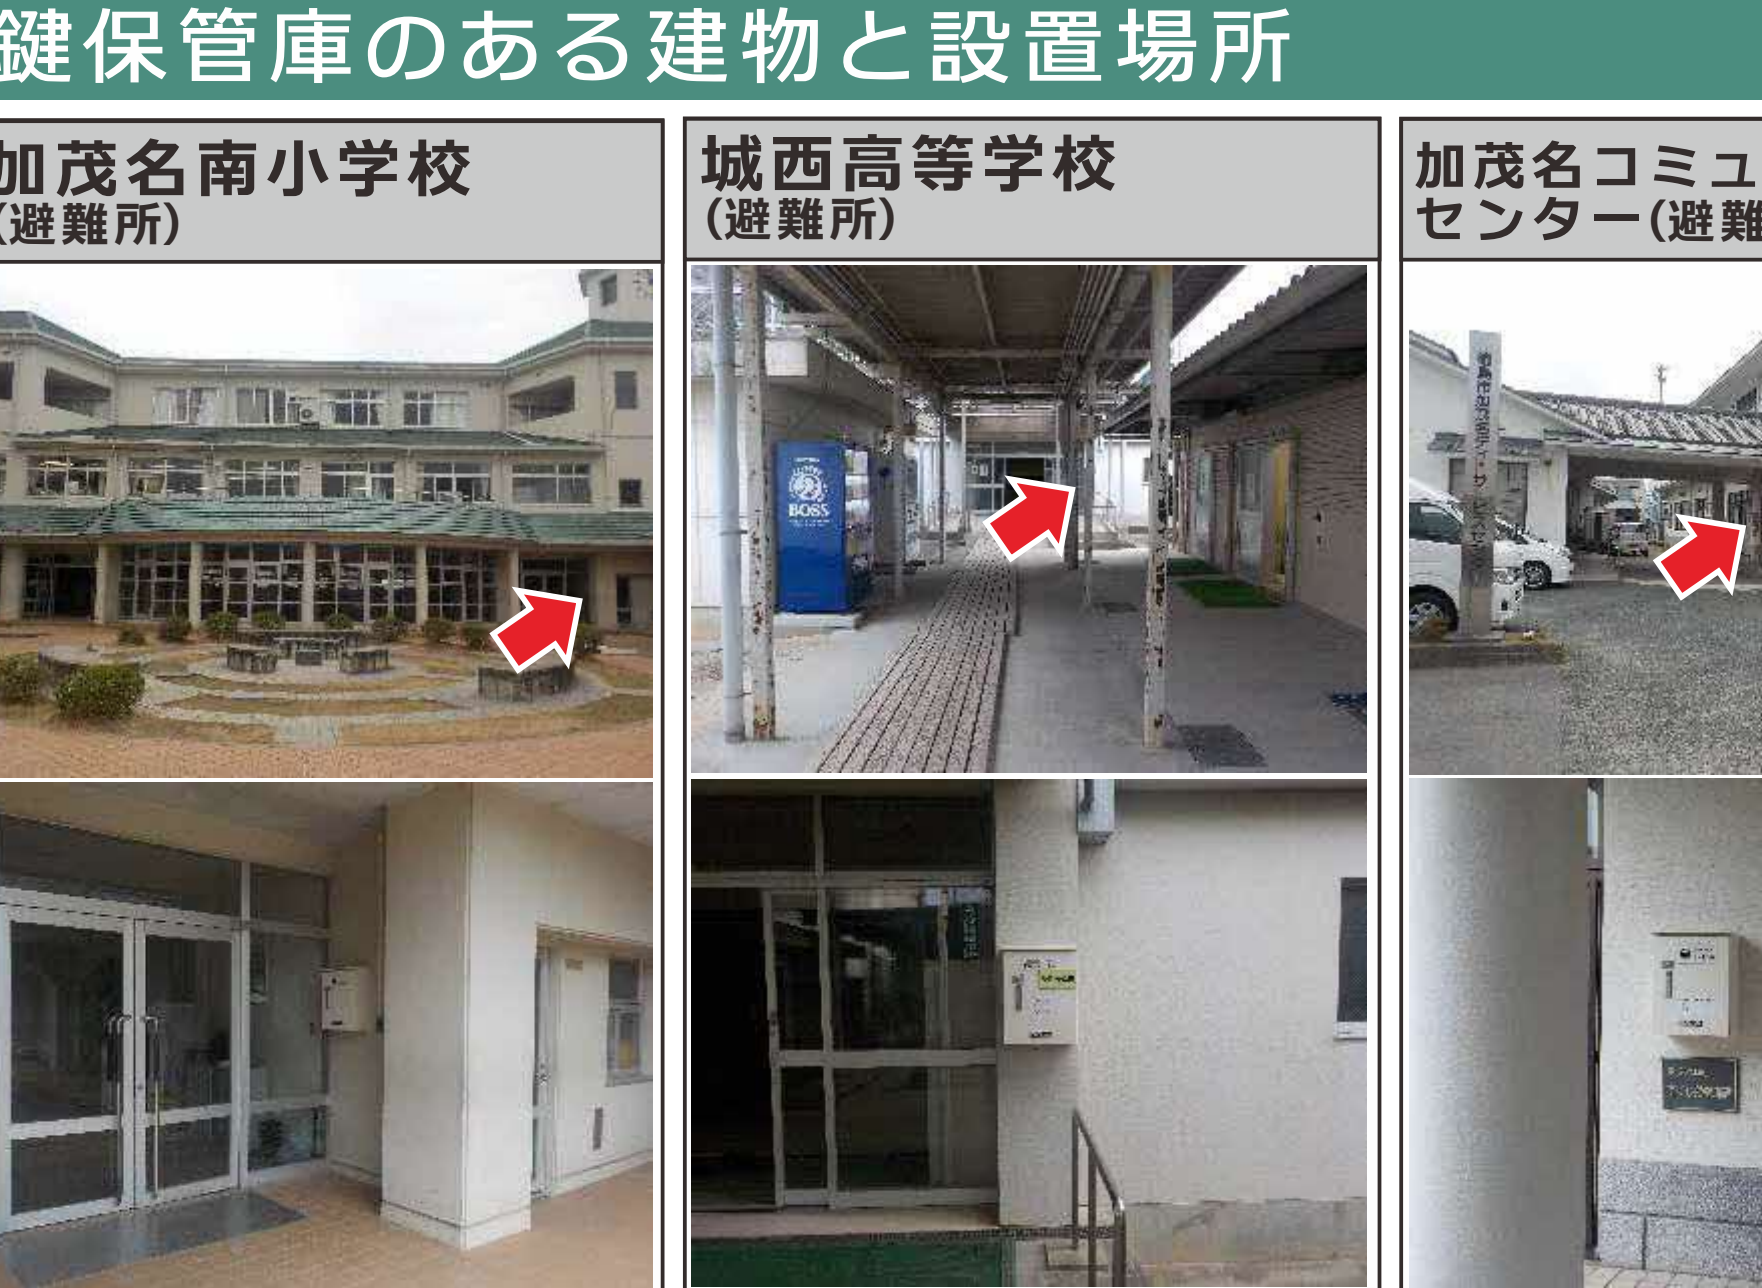 鍵保管庫のある建物と設置場所
加茂名南小学校
(避難所)
城西高等学校
(避難所)
加茂名コミュ
センター(避難
BOSS